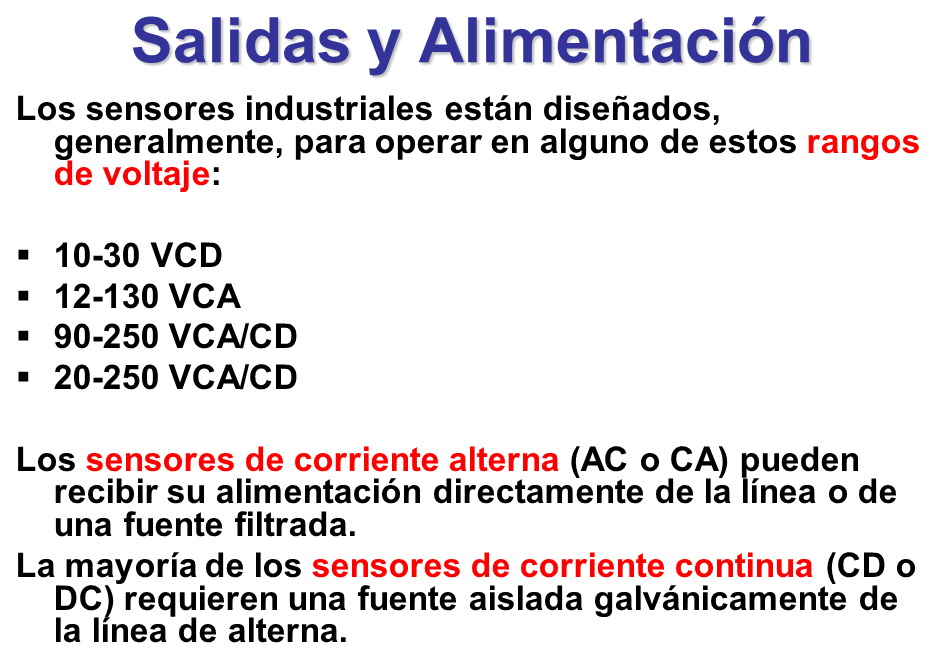 Salidas y Alimentación
Los sensores industriales están diseñados,
generalmente, para operar en alguno de estos rangos
de voltaje:
▪ 10-30 VCD
▪ 12-130 VCA
▪ 90-250 VCA/CD
▪ 20-250 VCA/CD
Los sensores de corriente alterna (AC o CA) pueden
recibir su alimentación directamente de la línea o de
una fuente filtrada.
La mayoría de los sensores de corriente continua (CD o
DC) requieren una fuente aislada galvánicamente de
la línea de alterna.